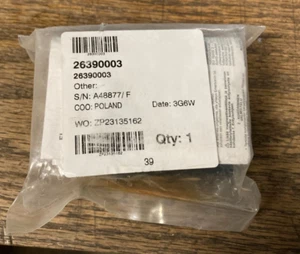 26390003
26390003
Other:
S/N: A48877/ F
COO: POLAND Date: 3G6W
WO: ZP23135162
Qty: 1
39